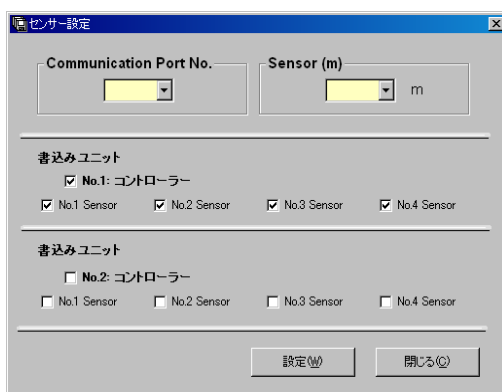 センサー設定
Communication Port No. Sensor (m)
m
書込みユニット
No.1: コントローラー
No.1 Sensor No.2 Sensor No.3 Sensor No.4 Sensor
書込みユニット
No.2: コントローラー
No.1 Sensor No.2 Sensor No.3 Sensor No.4 Sensor
設定(W) 閉じる(C)